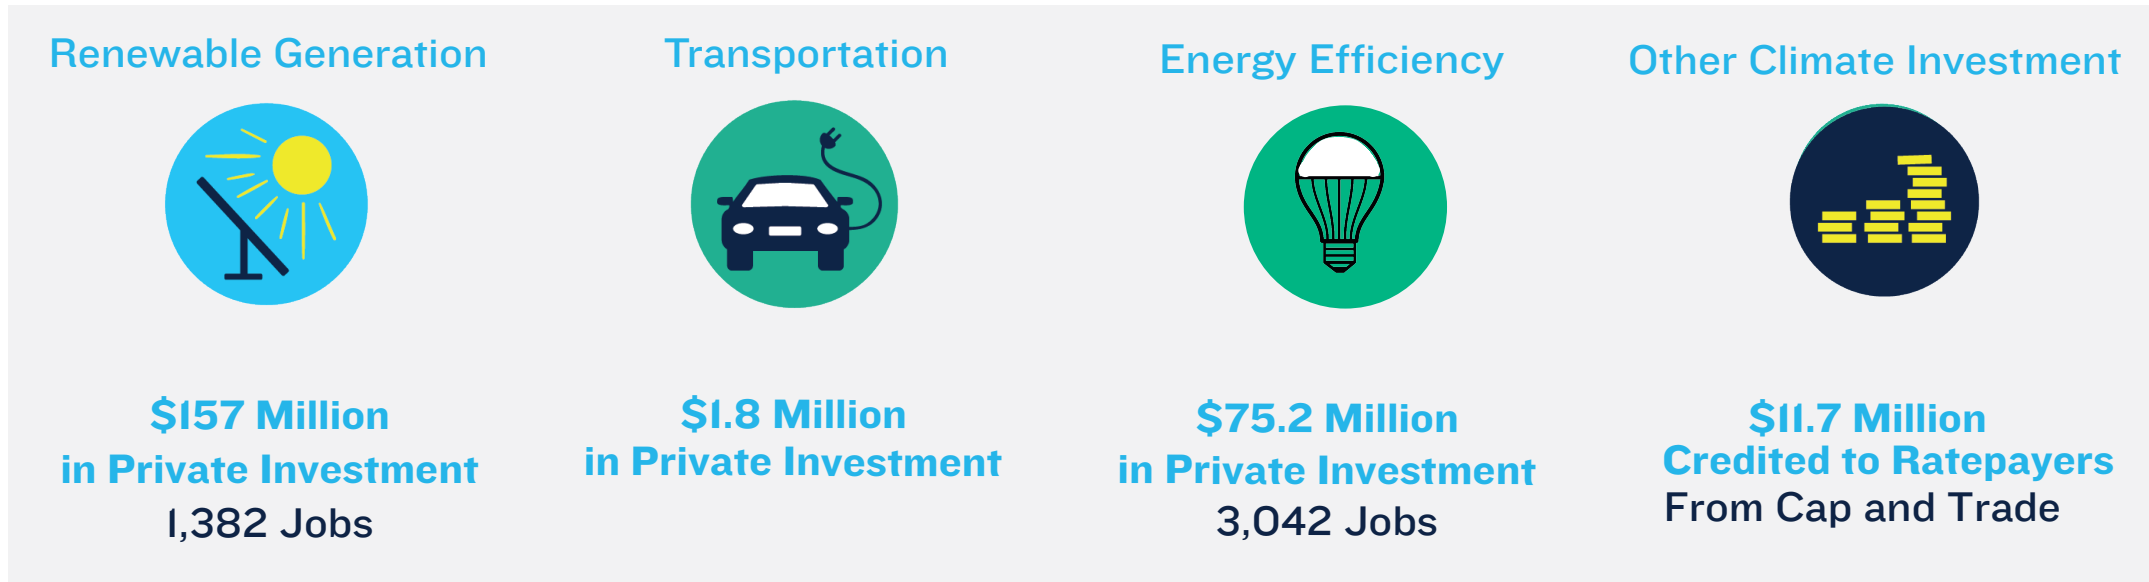 Renewable Generation
$157 Million
in Private Investment
1,382 Jobs
Transportation
$1.8 Million
in Private Investment
Energy Efficiency
$75.2 Million
in Private Investment
3,042 Jobs
Other Climate Investment
$11.7 Million
Credited to Ratepayers
From Cap and Trade